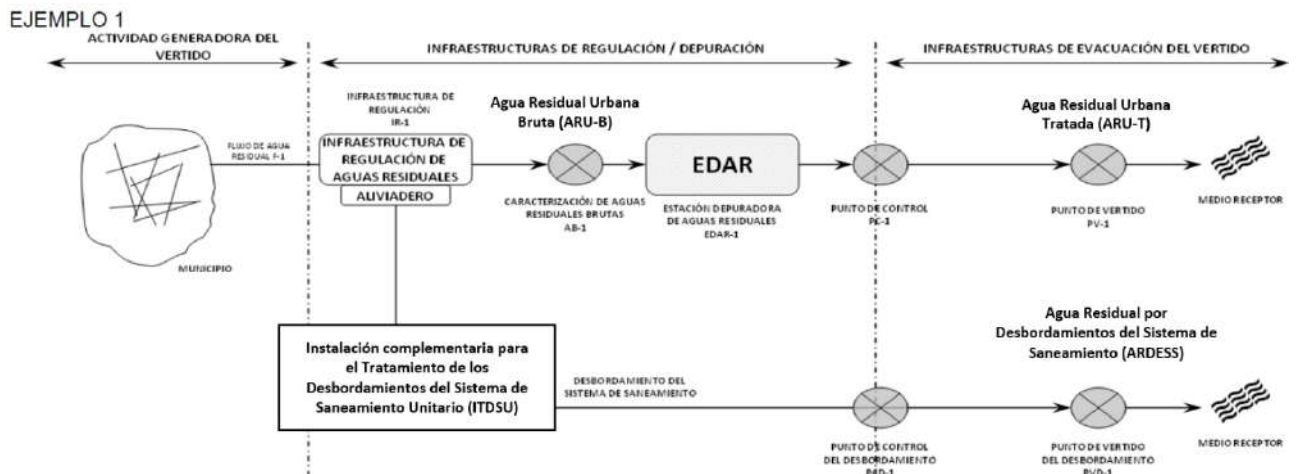 EJEMPLO 1
ACTIVIDAD GENERADORA DEL
VERTIDO
INFRAESTRUCTURAS DE REGULACIÓN / DEPURACIÓN
INFRAESTRUCTURAS DE EVACUACIÓN DEL VERTIDO
INFRAESTRUCTURA DE
REGULACIÓN
IR-1
Agua Residual Urbana
Bruta (ARU-B)
Agua Residual Urbana
Tratada (ARU-T)
FLUJO DE AGUA
RESIDUAL F-1
INFRAESTRUCTURA DE
REGULACIÓN DE
AGUAS RESIDUALES
ALIVIADERO
EDAR
CARACTERIZACIÓN DE AGUAS
RESIDUALES BRUTAS
AB-1
ESTACIÓN DEPURADORA
DE AGUAS RESIDUALES
EDAR-1
PUNTO DE CONTROL
PC-1
PUNTO DE VERTIDO
PV-1
MEDIO RECEPTOR
MUNICIPIO
Instalación complementaria para
el Tratamiento de los
Desbordamientos del Sistema de
Saneamiento Unitario (ITDSU)
DESBORDAMIENTO DEL
SISTEMA DE SANEAMIENTO
Agua Residual por
Desbordamientos del Sistema de
Saneamiento (ARDESS)
PUNTO DE CONTROL
DEL DESBORDAMIENTO
PUNTO DE VERTIDO
DEL DESBORDAMIENTO
PVD-1
MEDIO RECEPTOR